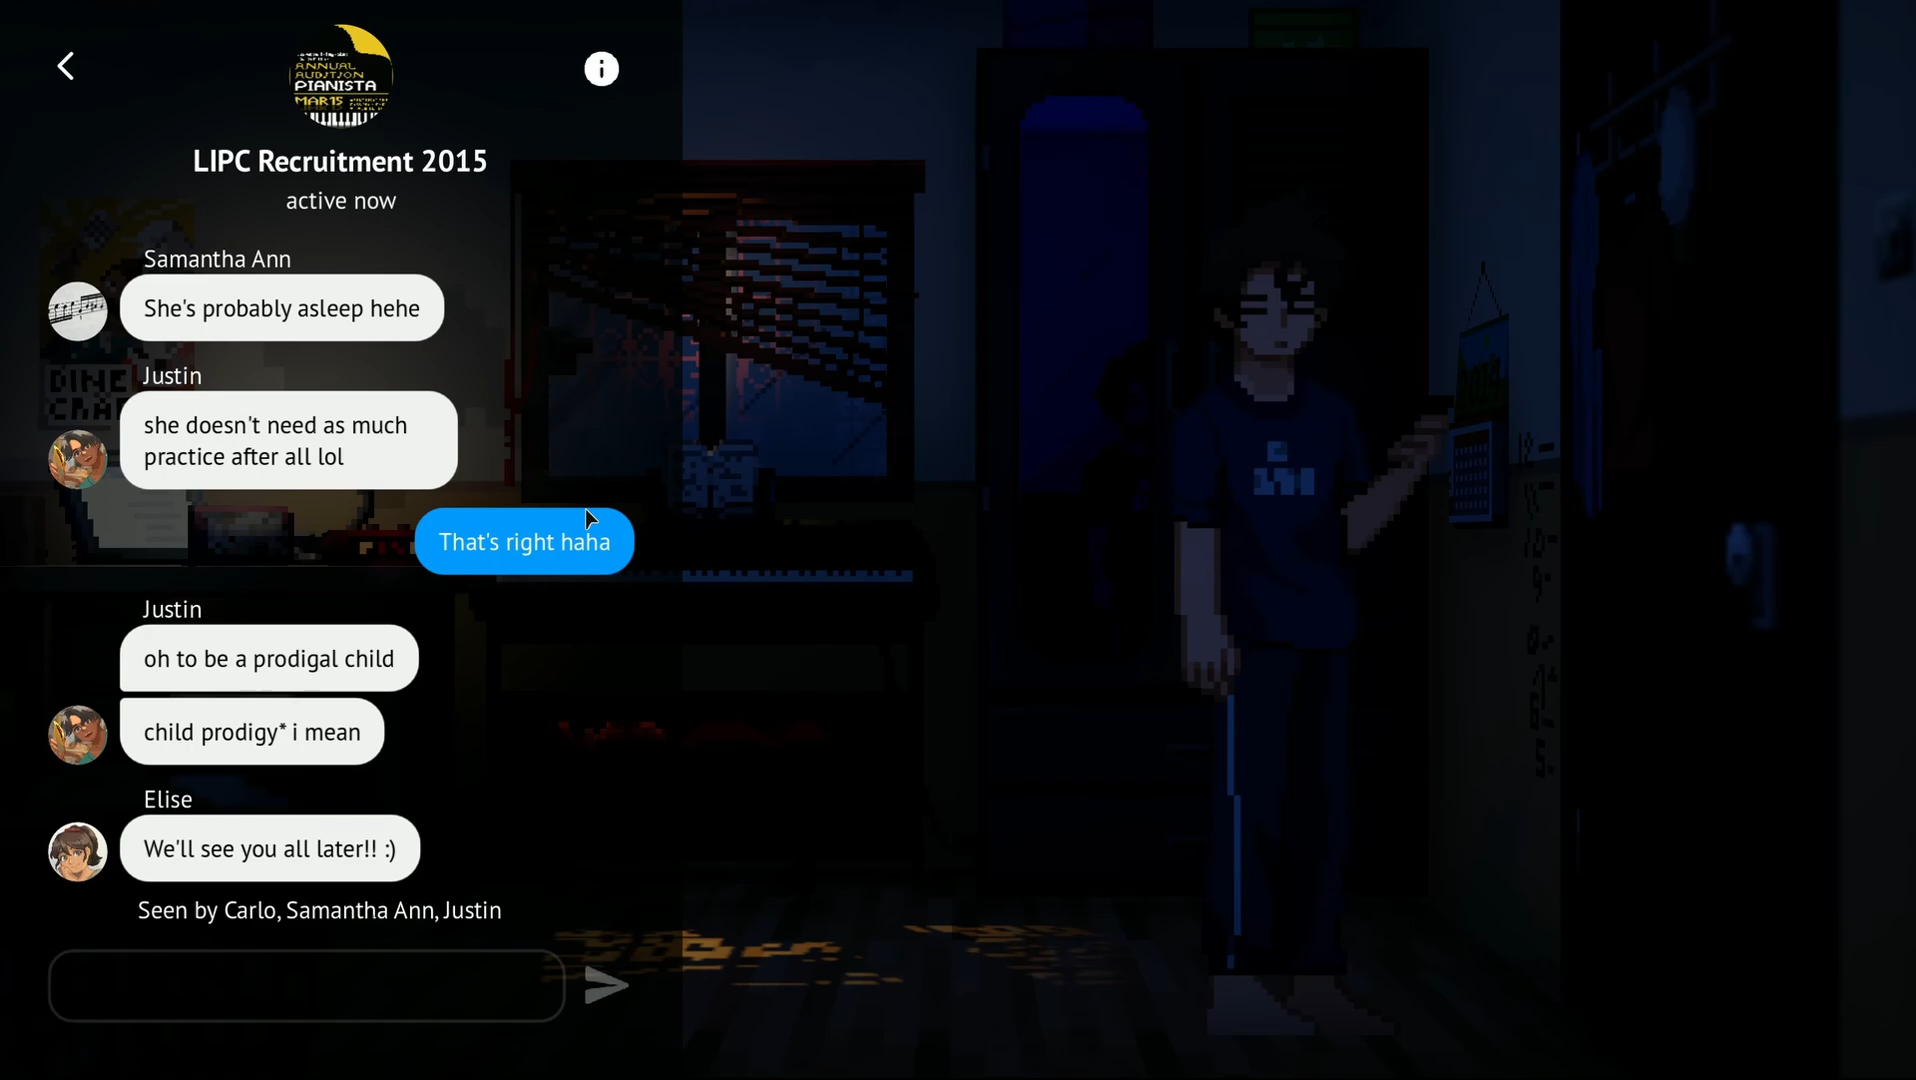 ANNUAL
AUDITION
PIANISTA
MAR15
LIPC Recruitment 2015
active now
Samantha Ann
She's probably asleep hehe
Justin
she doesn't need as much
practice after all lol
That's right haha
Justin
oh to be a prodigal child
child prodigy* i mean
Elise
We'll see you all later!! :)
Seen by Carlo, Samantha Ann, Justin
DINE